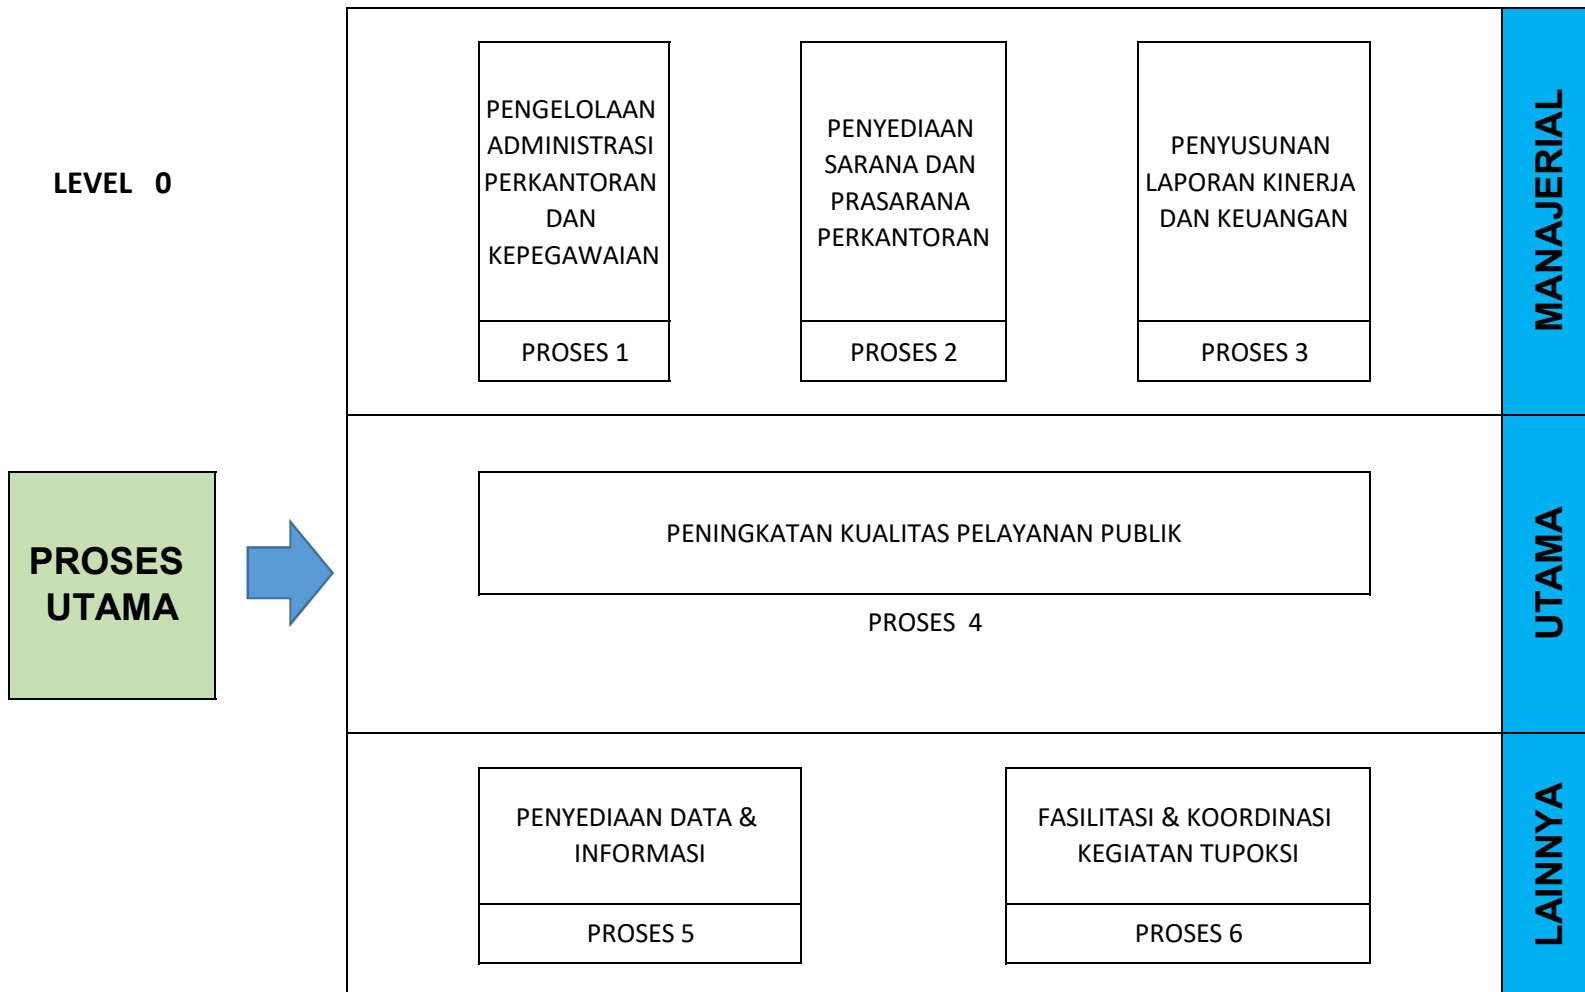 LEVEL 0
PENGELOLAAN
ADMINISTRASI
PERKANTORAN
DAN
KEPEGAWAIAN
PROSES 1
PENYEDIAAN
SARANA DAN
PRASARANA
PERKANTORAN
PROSES 2
PENYUSUNAN
LAPORAN KINERJA
DAN KEUANGAN
PROSES 3
MANAJERIAL
PROSES
UTAMA
PENINGKATAN KUALITAS PELAYANAN PUBLIK
PROSES 4
UTAMA
PENYEDIAAN DATA &
INFORMASI
PROSES 5
FASILITASI & KOORDINASI
KEGIATAN TUPOKSI
PROSES 6
LAINNYA